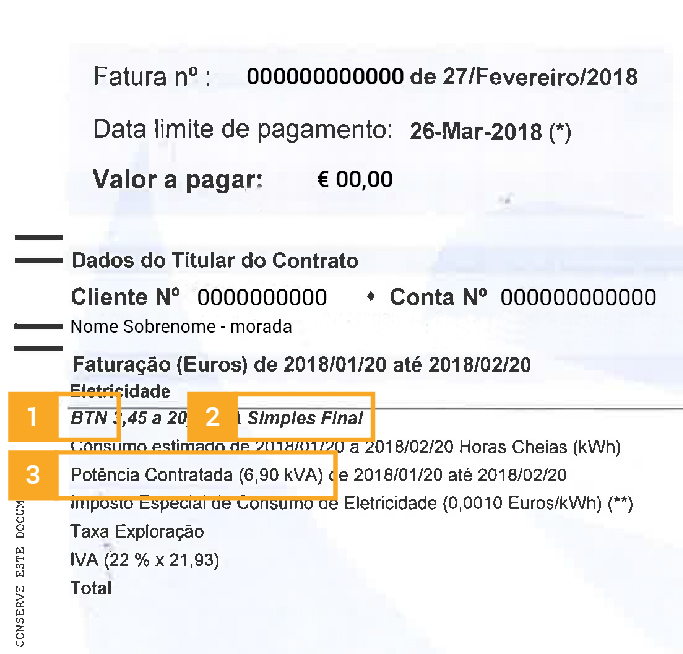 Fatura nº : 000000000000 de 27/Fevereiro/2018
Data limite de pagamento: 26-Mar-2018 (*)
Valor a pagar: € 00,00
Dados do Titular do Contrato
Cliente Nº 0000000000 ♦ Conta Nº 000000000000
Nome Sobrenome - morada
Faturação (Euros) de 2018/01/20 até 2018/02/20
Eletricidade
1 BTN 3,45 a 20, 2 Simples Final
Consumo estimado de 2018/01/20 a 2018/02/20 Horas Cheias (kWh)
3 Potência Contratada (6,90 kVA) de 2018/01/20 até 2018/02/20
Imposto Especial de Consumo de Eletricidade (0,0010 Euros/kWh) (**)
Taxa Exploração
IVA (22 % x 21,93)
Total
CONSERVE ESTE